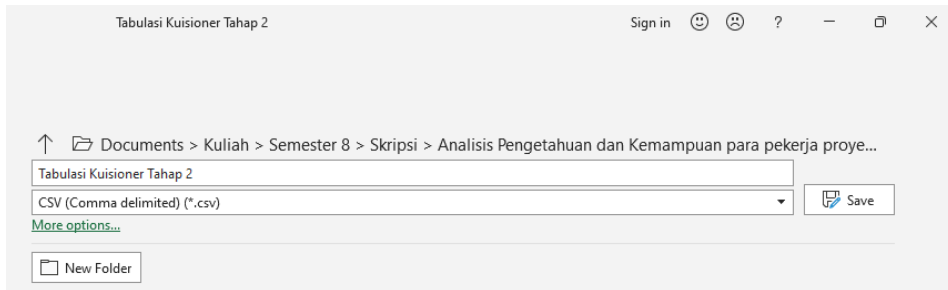 Tabulasi Kuisioner Tahap 2 Sign in ?
Documents > Kuliah > Semester 8 > Skripsi > Analisis Pengetahuan dan Kemampuan para pekerja proye...
Tabulasi Kuisioner Tahap 2
CSV (Comma delimited) (*.csv)
Save
More options...
New Folder